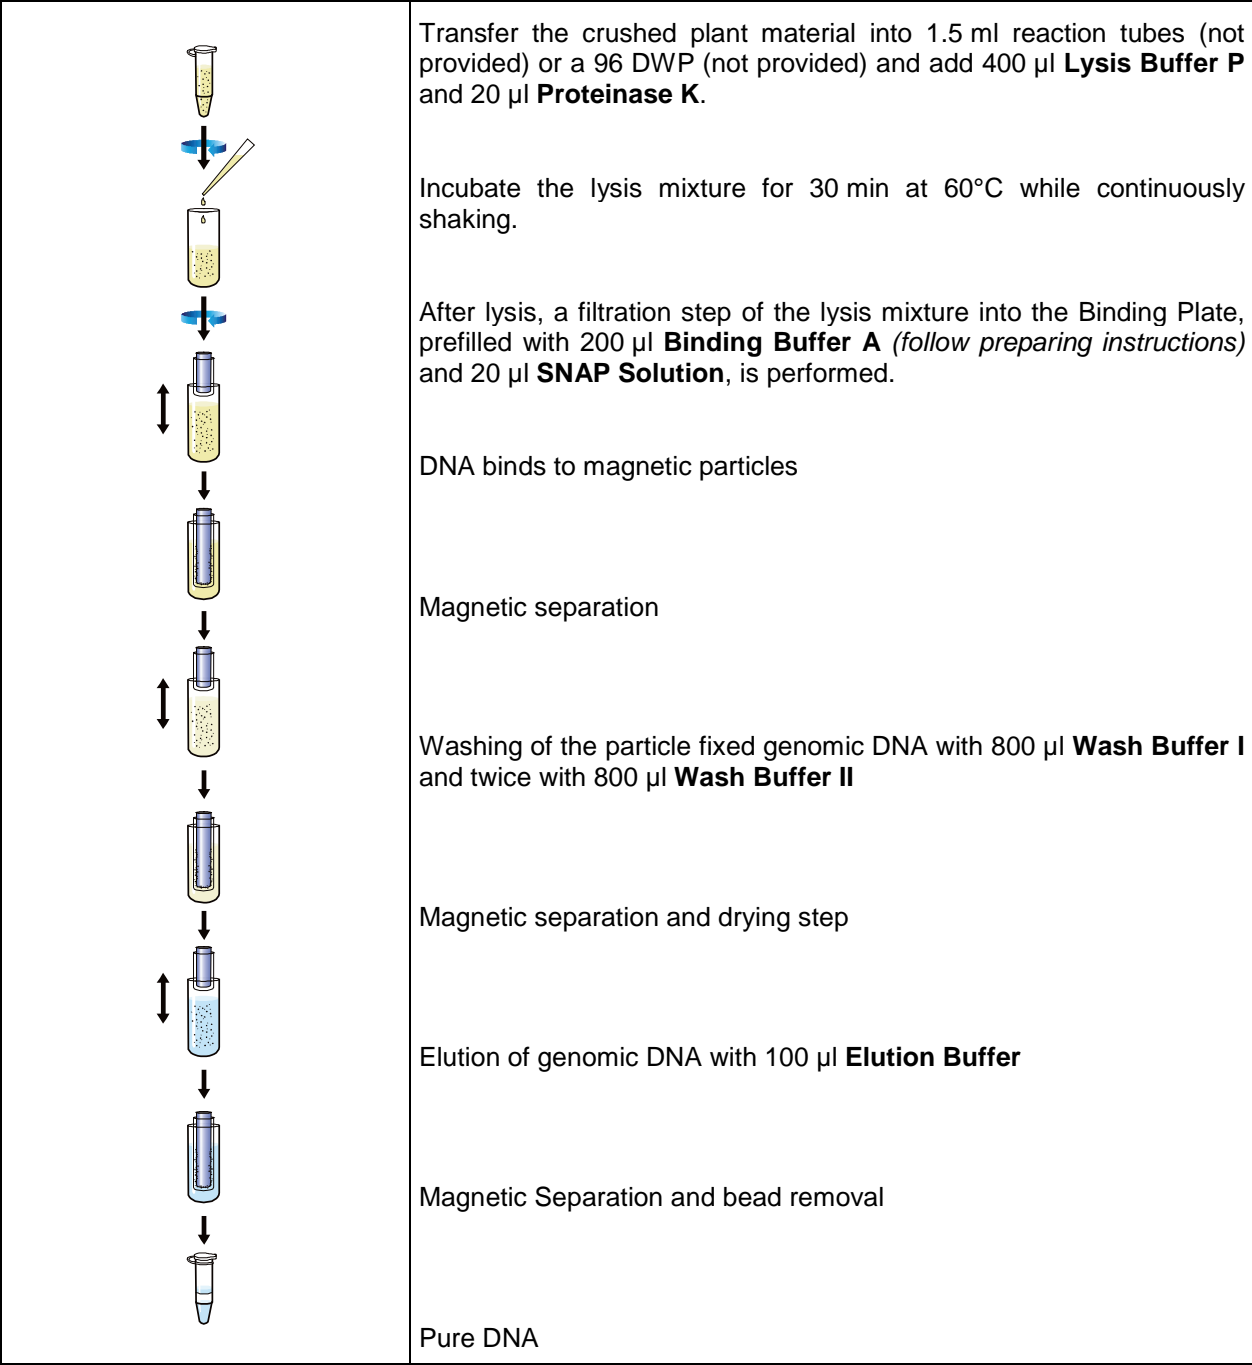 Transfer the crushed plant material into 1.5 ml reaction tubes (not
provided) or a 96 DWP (not provided) and add 400 µl Lysis Buffer P
and 20 µl Proteinase K.
Incubate the lysis mixture for 30 min at 60°C while continuously
shaking.
After lysis, a filtration step of the lysis mixture into the Binding Plate,
prefilled with 200 µl Binding Buffer A (follow preparing instructions)
and 20 µl SNAP Solution, is performed.
DNA binds to magnetic particles
Magnetic separation
Washing of the particle fixed genomic DNA with 800 µl Wash Buffer I
and twice with 800 µl Wash Buffer II
Magnetic separation and drying step
Elution of genomic DNA with 100 µl Elution Buffer
Magnetic Separation and bead removal
Pure DNA